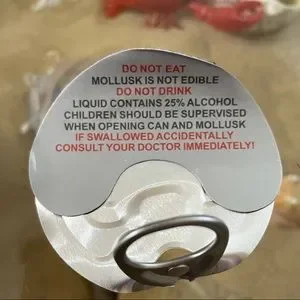 DO NOT EAT
MOLLUSK IS NOT EDIBLE
DO NOT DRINK
LIQUID CONTAINS 25% ALCOHOL
CHILDREN SHOULD BE SUPERVISED
WHEN OPENING CAN AND MOLLUSK
IF SWALLOWED ACCIDENTALLY
CONSULT YOUR DOCTOR IMMEDIATELY!